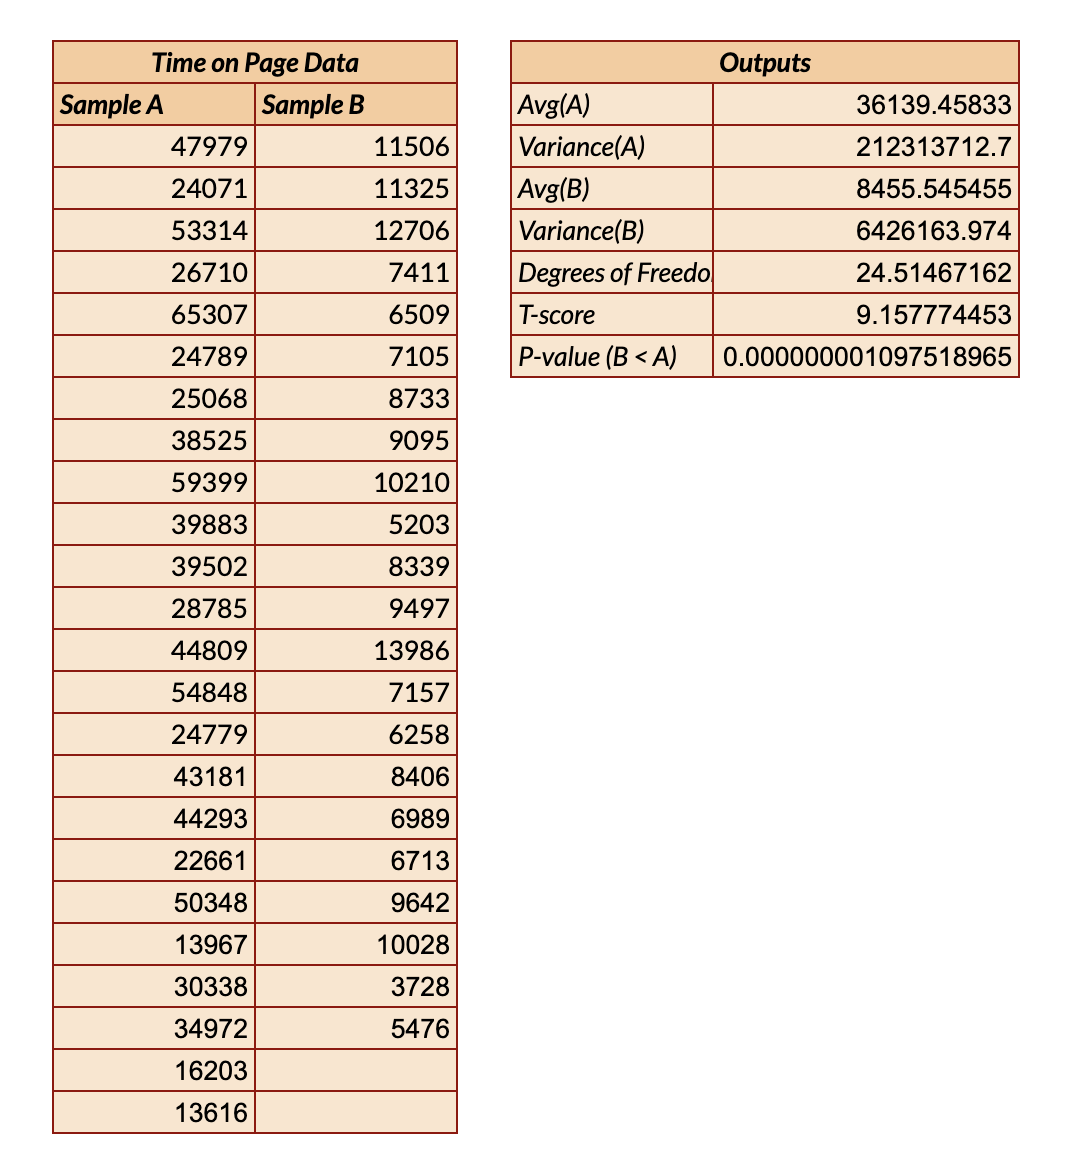 Time on Page Data Outputs
Sample A Sample B Avg(A) 36139.45833
47979 11506 Variance(A) 212313712.7
24071 11325 Avg(B) 8455.545455
53314 12706 Variance(B) 6426163.974
26710 7411 Degrees of Freedo 24.51467162
65307 6509 T-score 9.157774453
24789 7105 P-value (B < A) 0.000000001097518965
25068 8733
38525 9095
59399 10210
39883 5203
39502 8339
28785 9497
44809 13986
54848 7157
24779 6258
43181 8406
44293 6989
22661 6713
50348 9642
13967 10028
30338 3728
34972 5476
16203
13616